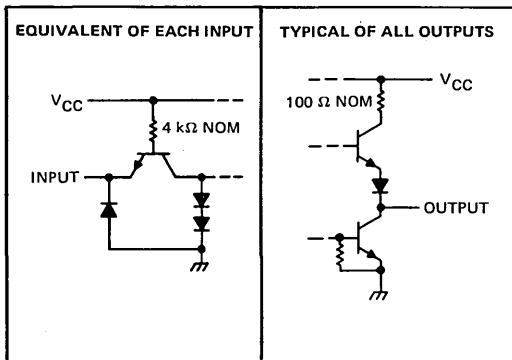 EQUIVALENT OF EACH INPUT
VCC
4 kΩ NOM
INPUT
TYPICAL OF ALL OUTPUTS
VCC
100 Ω NOM
OUTPUT